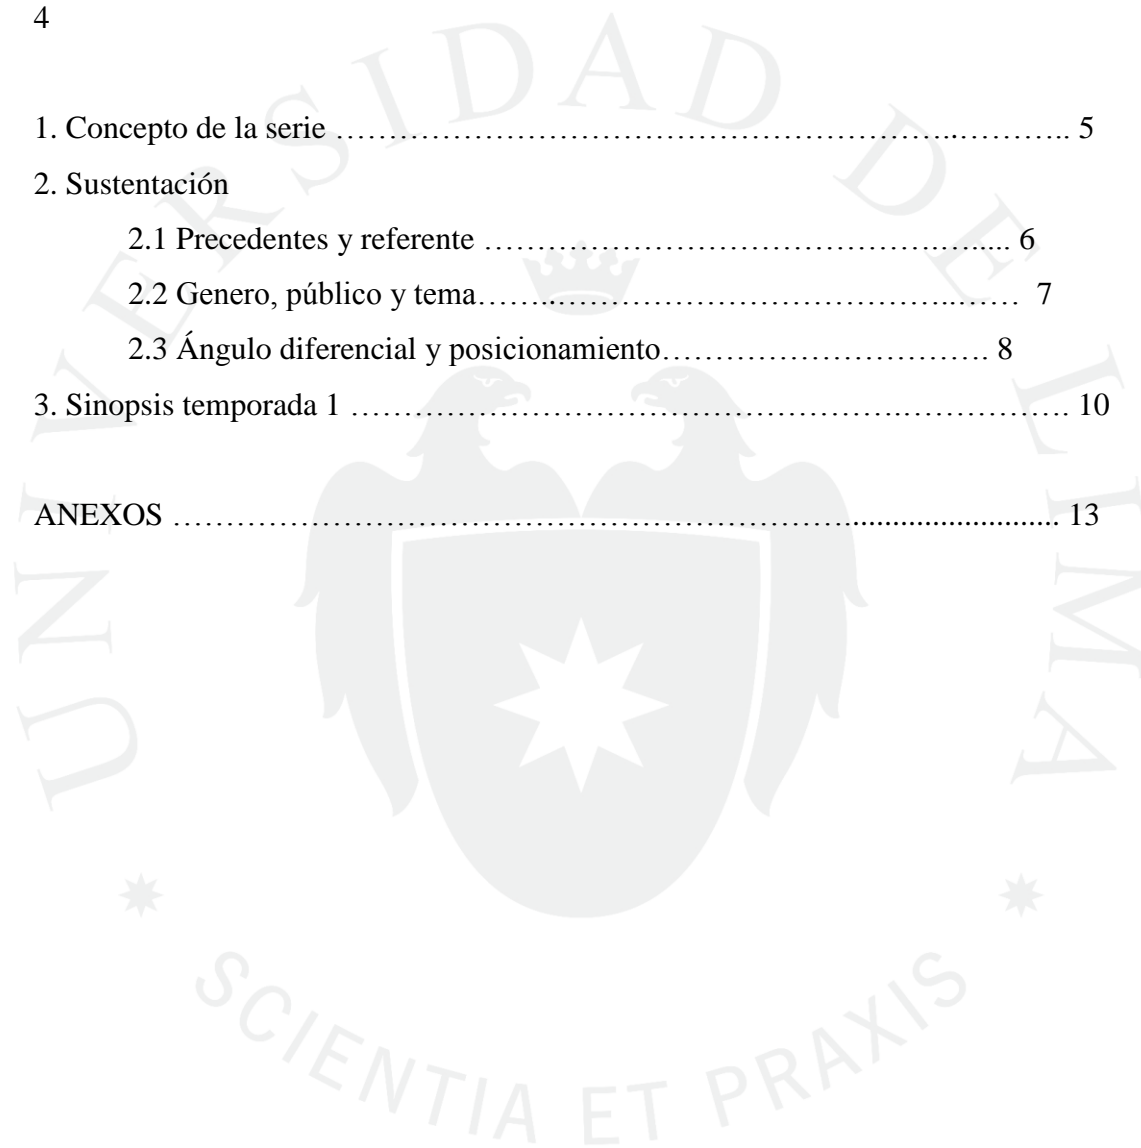 4
1. Concepto de la serie ……………………………………………………….……….. 5
2. Sustentación
2.1 Precedentes y referente …………………………………………….…..... 6
2.2 Genero, público y tema……..……………………………………..……… 7
2.3 Ángulo diferencial y posicionamiento………………………………. 8
3. Sinopsis temporada 1 ……………………………………………………….……………. 10
ANEXOS …………………………………………………………........................... 13
UNIVERSIDAD DE LIMA
SCIENTIA ET PRAXIS